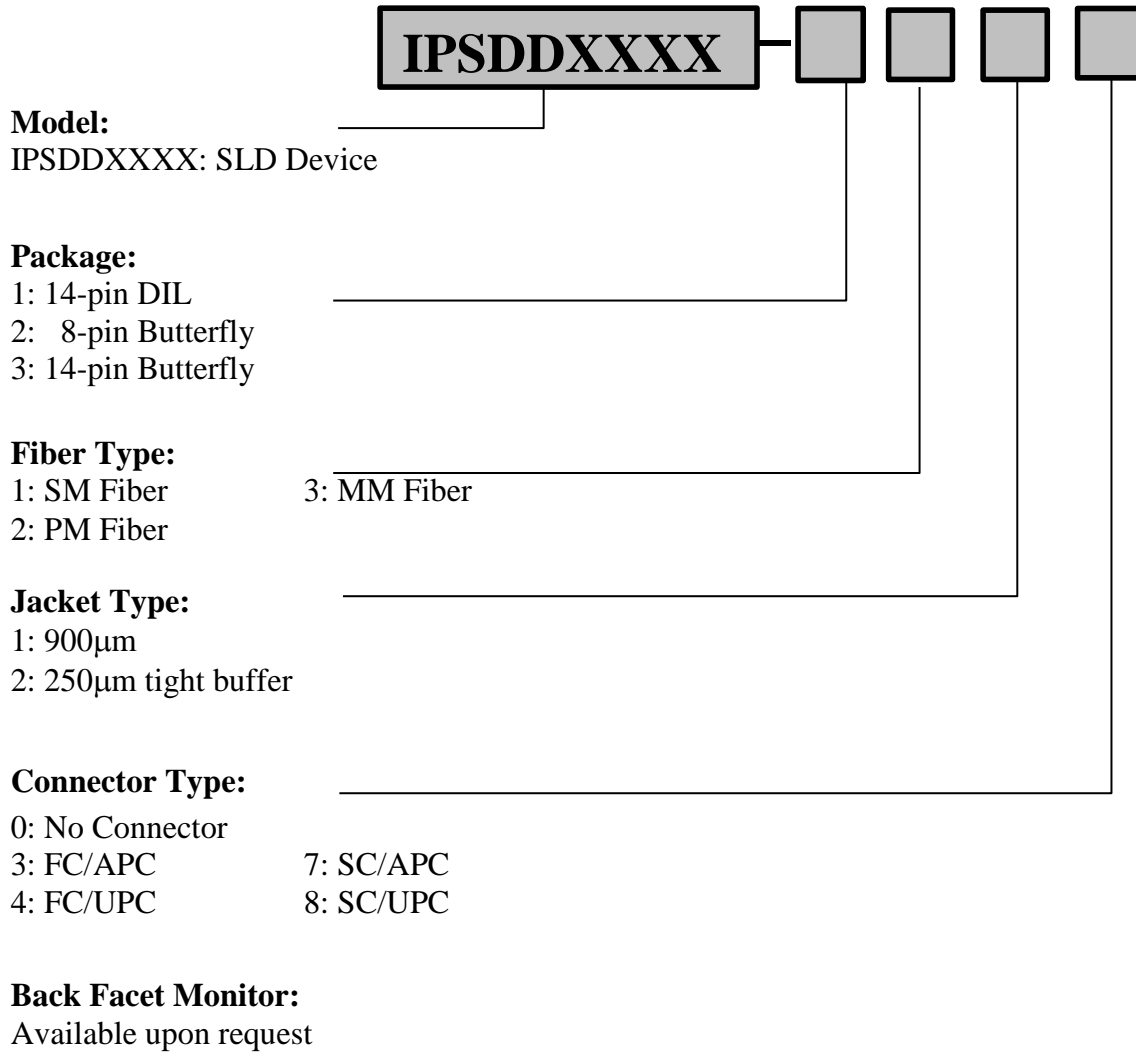 IPSDDXXXX
Model:
IPSDDXXXX: SLD Device
Package:
1: 14-pin DIL
2: 8-pin Butterfly
3: 14-pin Butterfly
Fiber Type:
1: SM Fiber 3: MM Fiber
2: PM Fiber
Jacket Type:
1: 900μm
2: 250μm tight buffer
Connector Type:
0: No Connector
3: FC/APC 7: SC/APC
4: FC/UPC 8: SC/UPC
Back Facet Monitor:
Available upon request